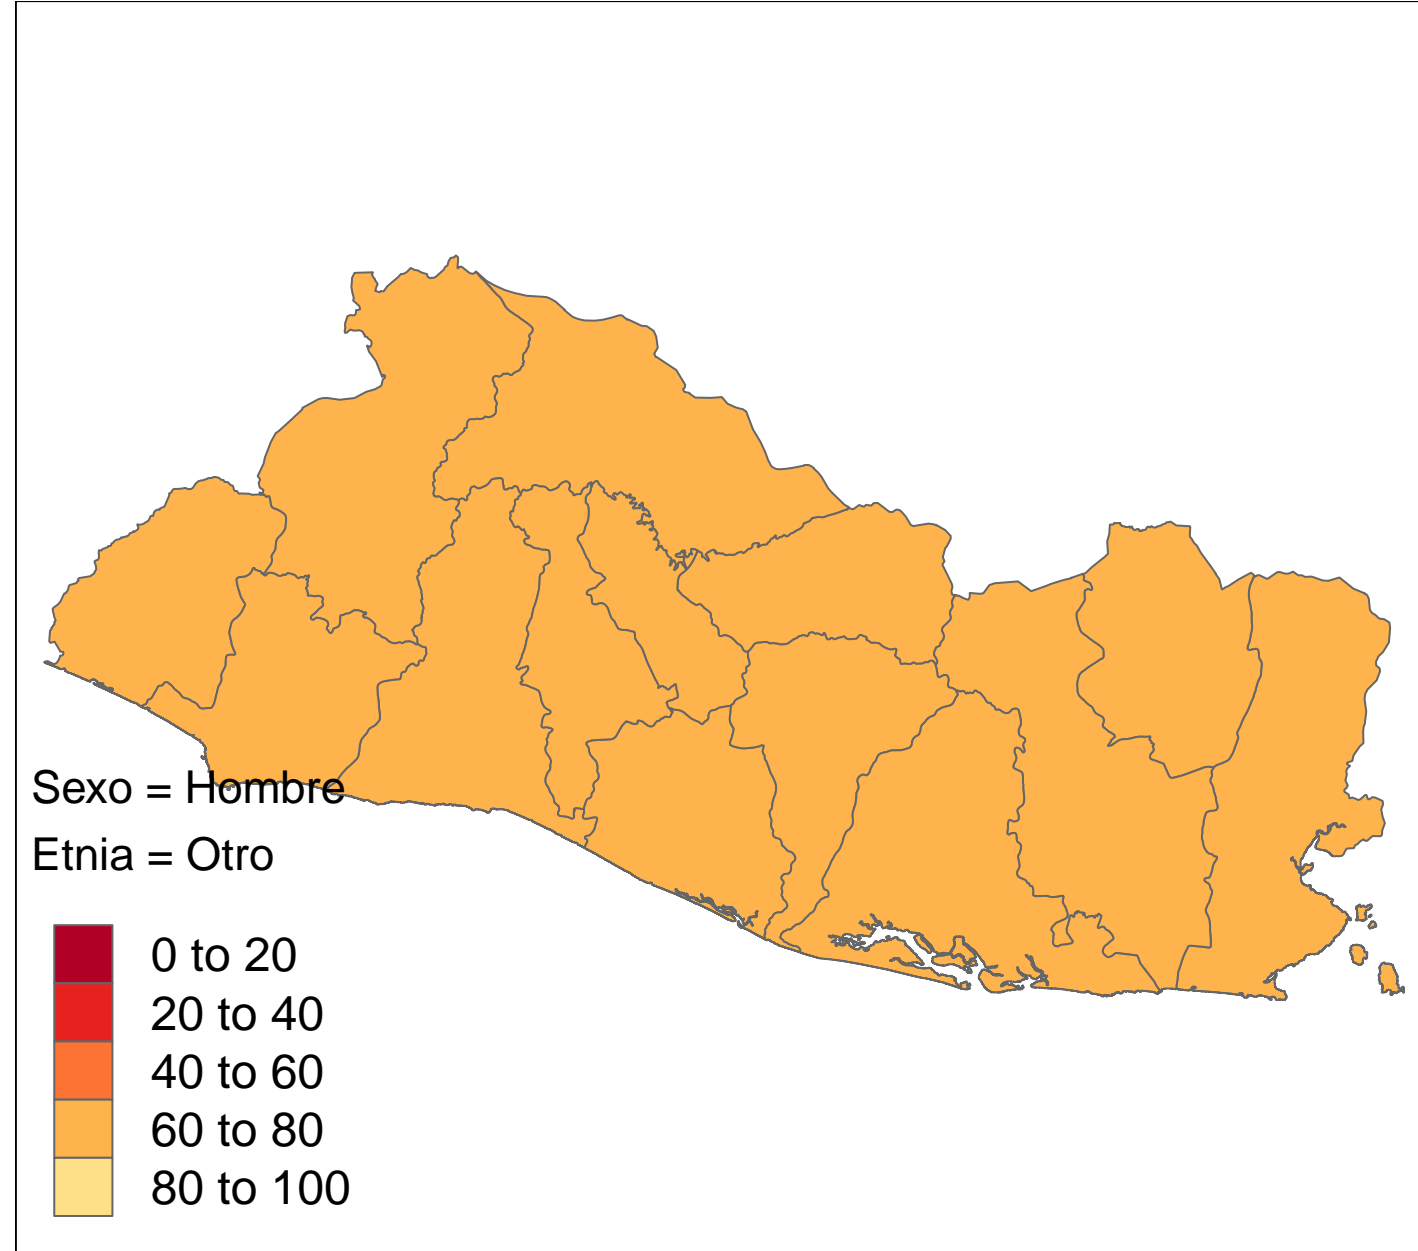 Sexo = Hombre
Etnia = Otro
0 to 20
20 to 40
40 to 60
60 to 80
80 to 100